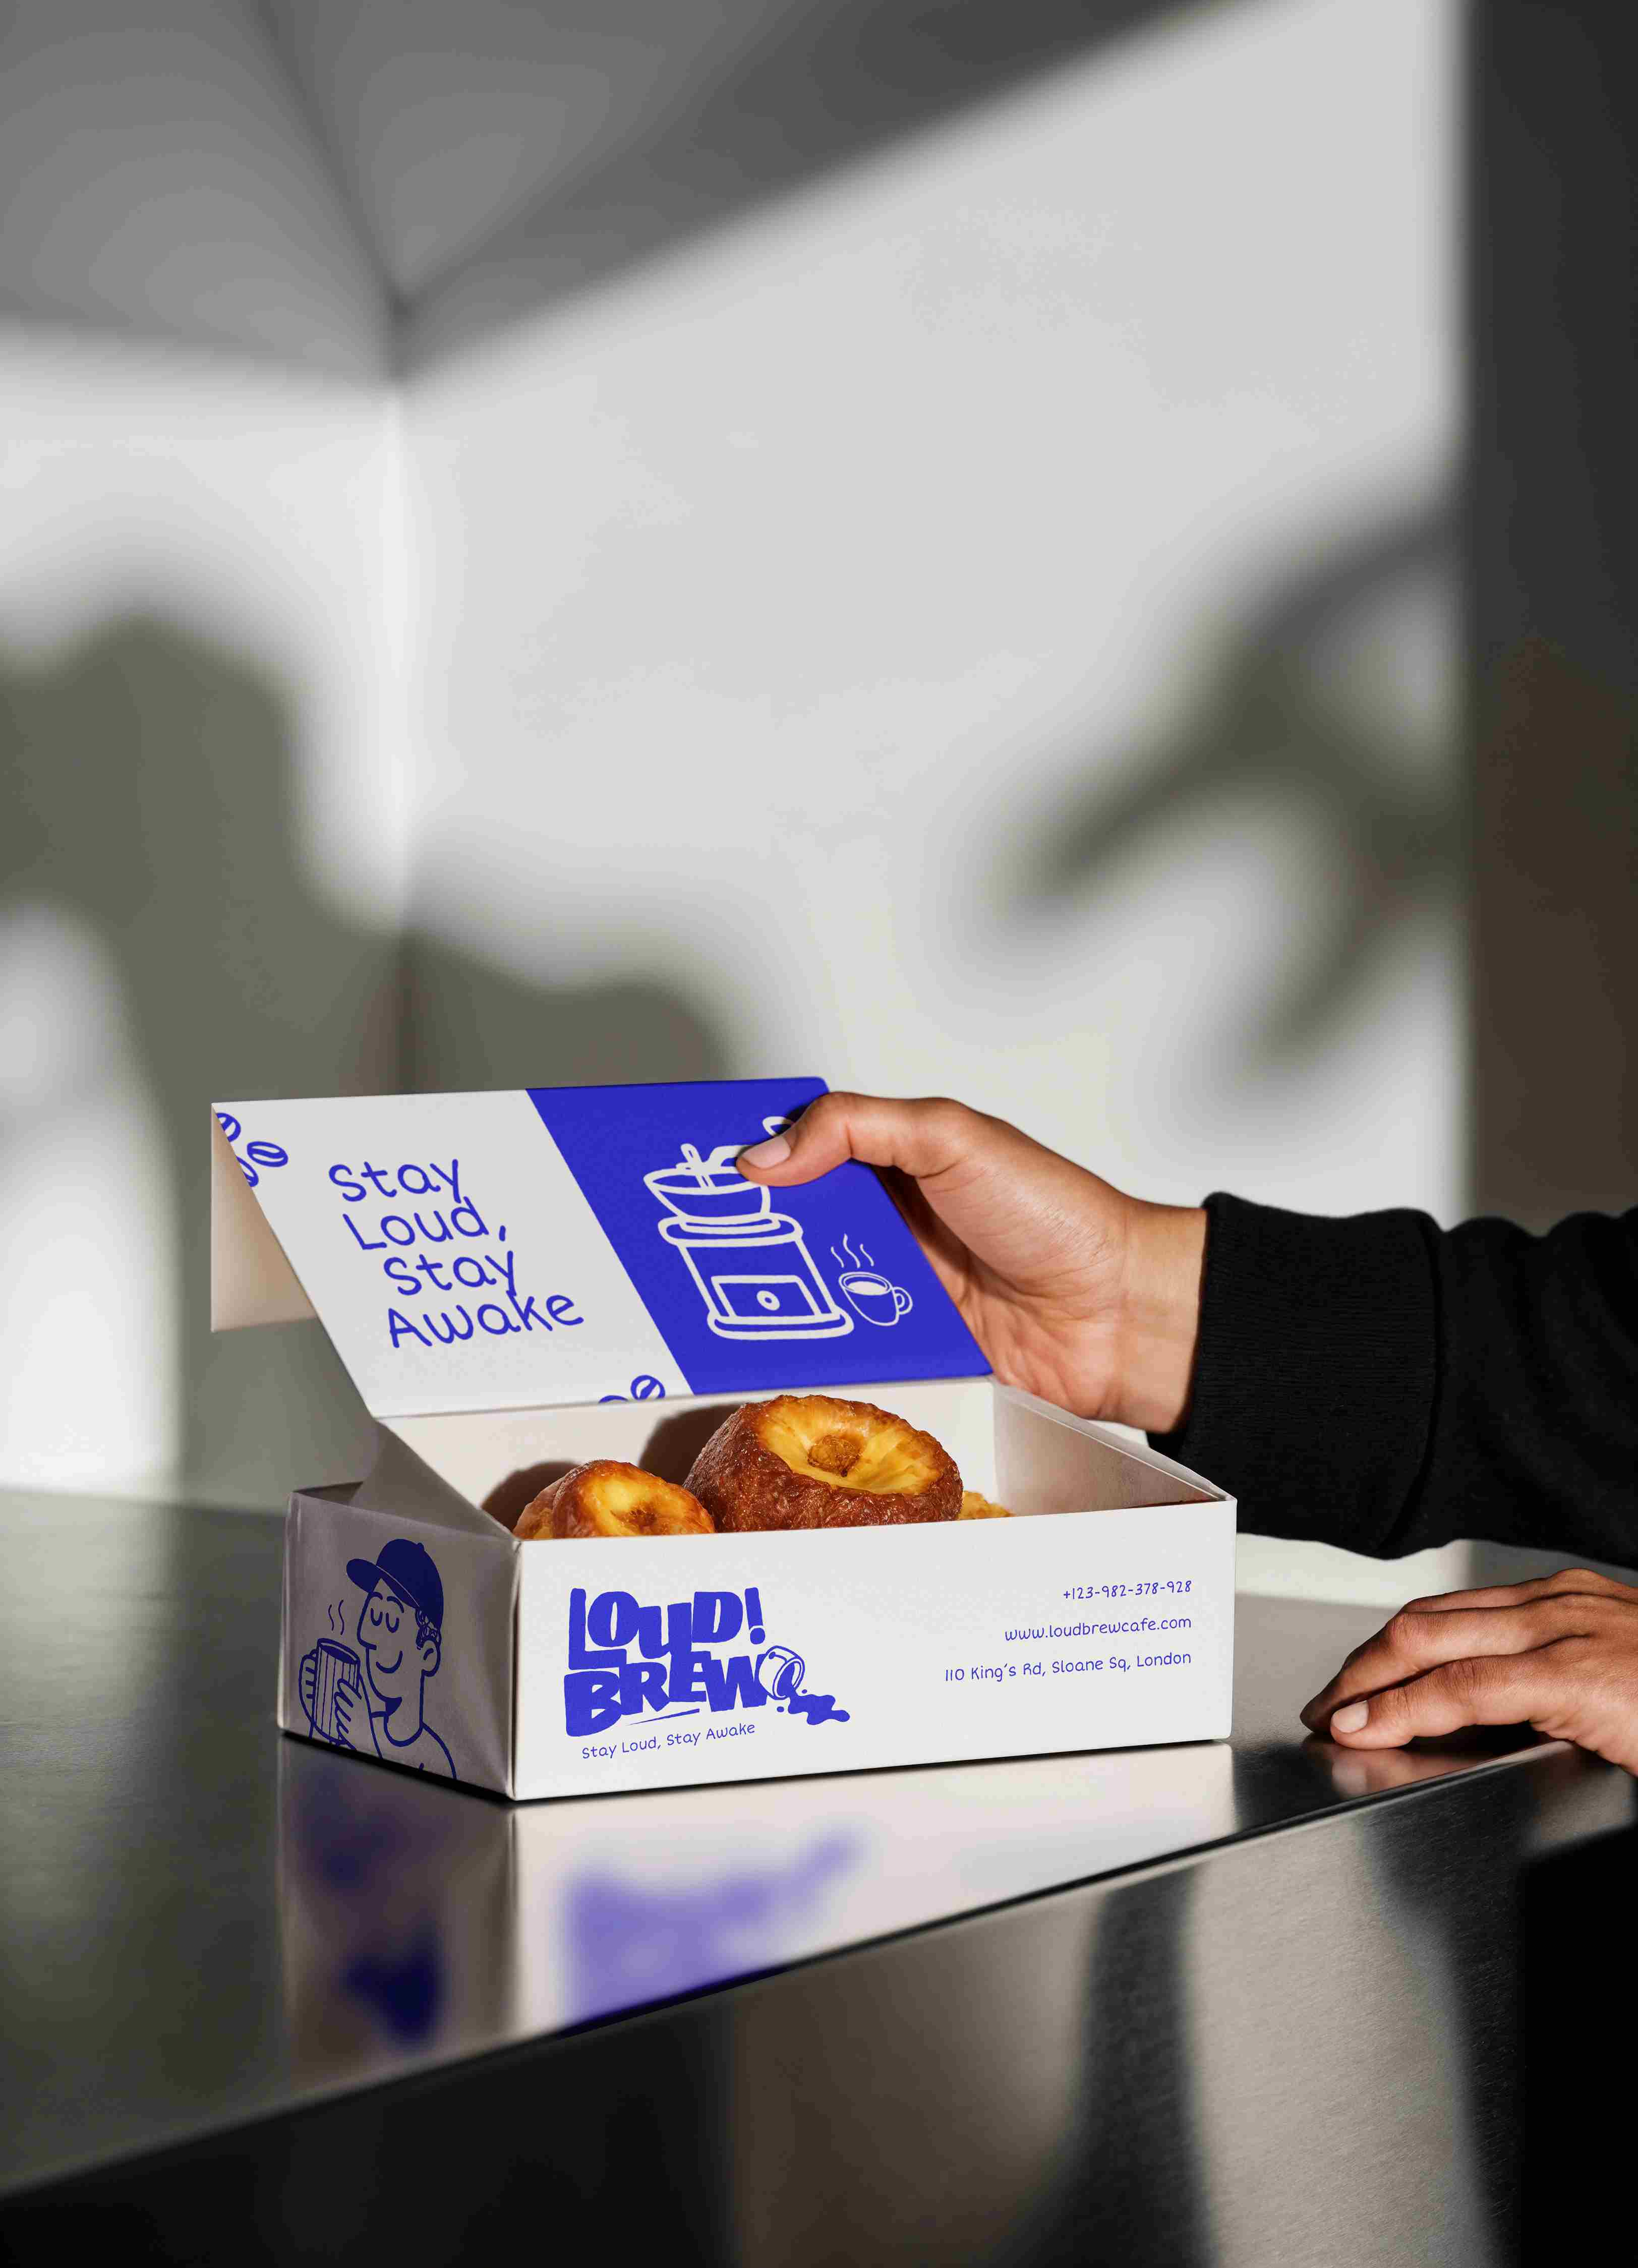 Stay
Loud,
Stay
Awake
LOUD!
BREW
Stay Loud, Stay Awake
+123-982-378-928
www.loudbrewcafe.com
110 King's Rd, Sloane Sq, London